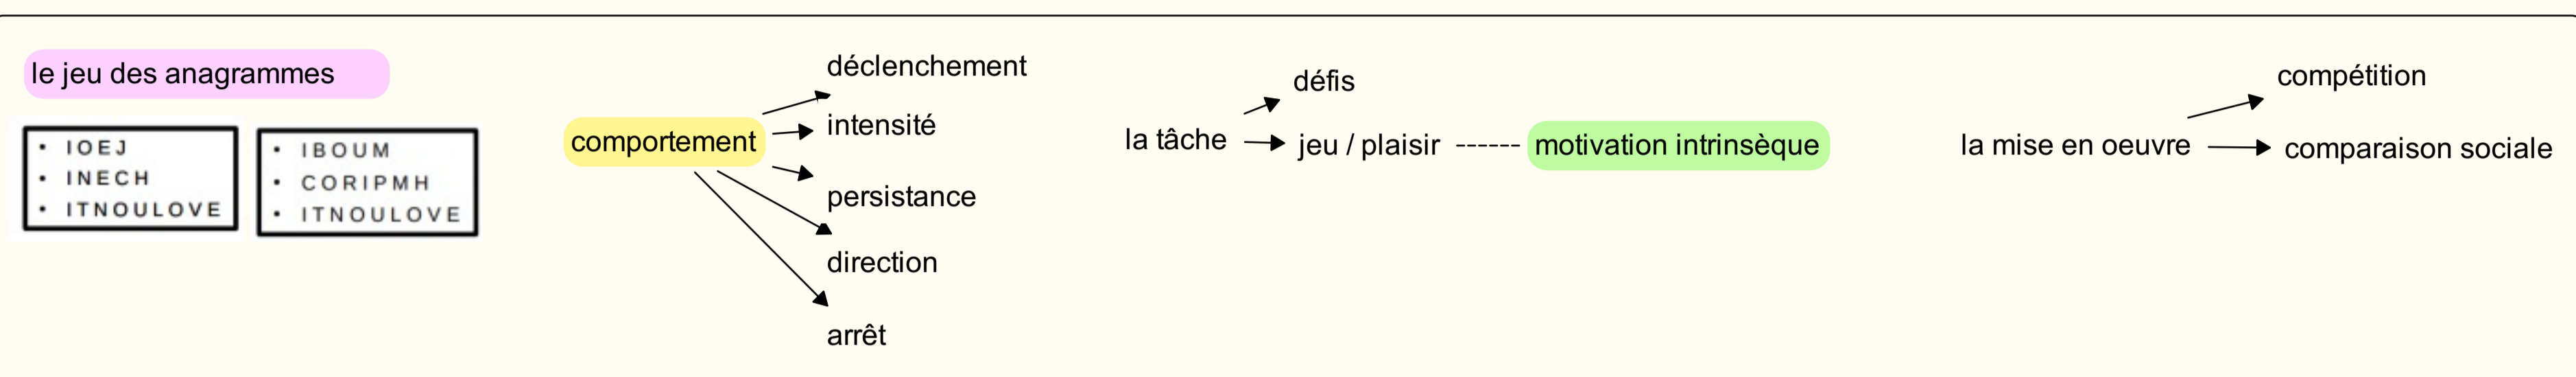 le jeu des anagrammes
• IOEJ
• INECH
• ITNOULOVE
• IBOUM
• CORIPMH
• ITNOULOVE
comportement
déclenchement
intensité
persistance
direction
arrêt
la tâche
défis
jeu / plaisir ------ motivation intrinsèque
la mise en oeuvre
compétition
comparaison sociale